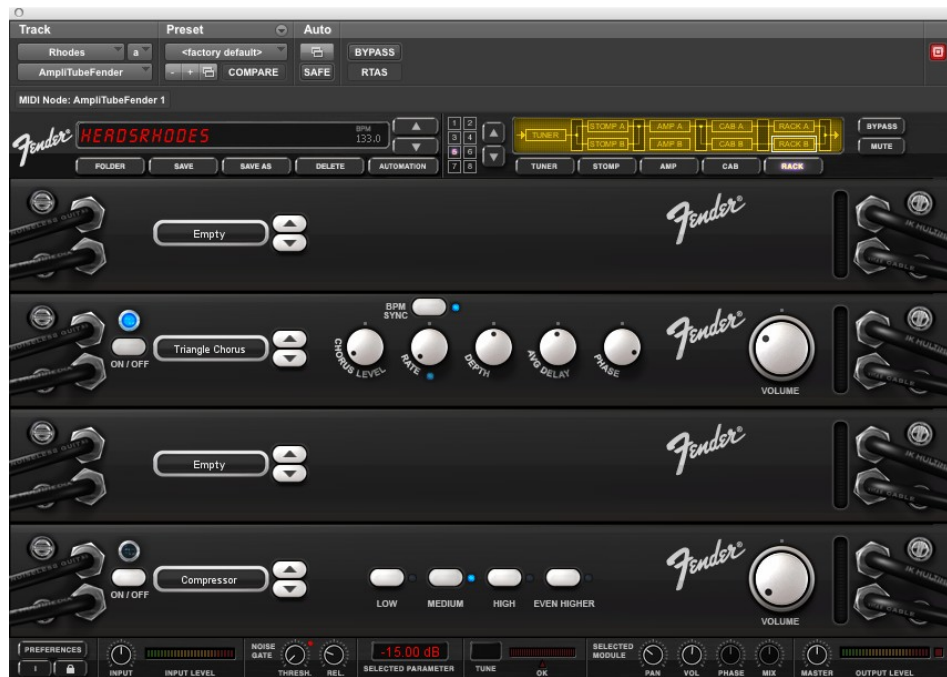 Track Preset Auto
Rhodes a <factory default> BYPASS
AmpliTubeFender - + COMPARE SAFE RTAS
MIDI Node: AmpliTubeFender 1
Fender HEADSRHODES BPM 133.0 1 2 3 4 5 6 7 8 TUNER STOMP A AMP A CAB A RACK A BYPASS
STOMP B AMP B CAB B RACK B MUTE
FOLDER SAVE SAVE AS DELETE AUTOMATION TUNER STOMP AMP CAB RACK
Empty Fender
BPM SYNC
Triangle Chorus Fender
ON / OFF CHORUS LEVEL RATE DEPTH AVG DELAY PHASE VOLUME
Empty Fender
Compressor Fender
ON / OFF LOW MEDIUM HIGH EVEN HIGHER VOLUME
PREFERENCES NOISE GATE -15.00 dB SELECTED MODULE
INPUT INPUT LEVEL THRESH. REL. SELECTED PARAMETER TUNE OK PAN VOL PHASE MIX MASTER OUTPUT LEVEL